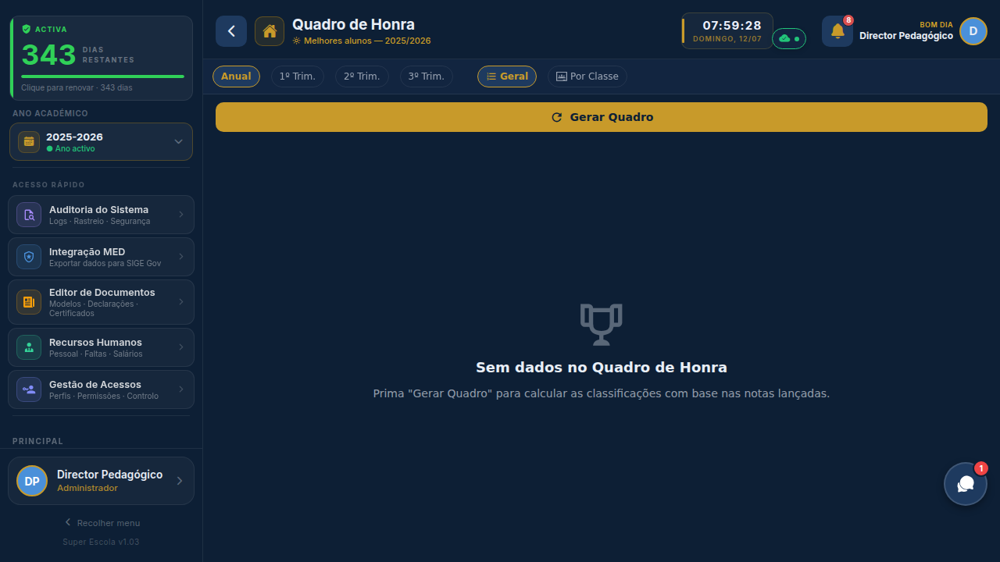 ACTIVA
343 DIAS RESTANTES
Clique para renovar · 343 dias
ANO ACADÉMICO
2025-2026
Ano activo
ACESSO RÁPIDO
Auditoria do Sistema
Logs · Rastreio · Segurança
Integração MED
Exportar dados para SIGE Gov
Editor de Documentos
Modelos · Declarações ·
Certificados
Recursos Humanos
Pessoal · Faltas · Salários
Gestão de Acessos
Perfis · Permissões · Controlo
PRINCIPAL
DP
Director Pedagógico
Administrador
Recolher menu
Super Escola v1.03
Quadro de Honra
Melhores alunos — 2025/2026
07:59:28
DOMINGO, 12/07
8
BOM DIA
Director Pedagógico
D
Anual
1º Trim.
2º Trim.
3º Trim.
Geral
Por Classe
Gerar Quadro
Sem dados no Quadro de Honra
Prima "Gerar Quadro" para calcular as classificações com base nas notas lançadas.
1